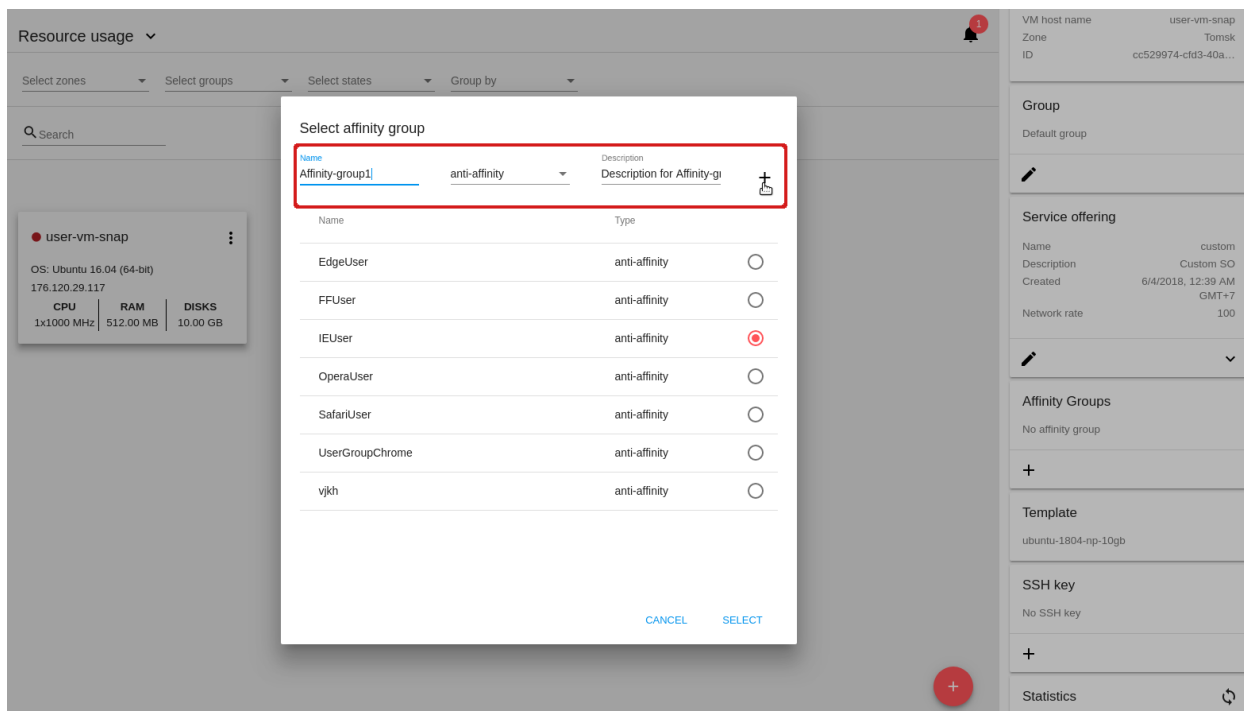 Resource usage
1
Select zones
Select groups
Select states
Group by
Search
user-vm-snap
OS: Ubuntu 16.04 (64-bit)
176.120.29.117
CPU RAM DISKS
1x1000 MHz 512.00 MB 10.00 GB
Select affinity group
Name Description
Affinity-group1 anti-affinity Description for Affinity-gr
Name Type
EdgeUser anti-affinity
FFUser anti-affinity
IEUser anti-affinity
OperaUser anti-affinity
SafariUser anti-affinity
UserGroupChrome anti-affinity
vjkh anti-affinity
CANCEL SELECT
VM host name user-vm-snap
Zone Tomsk
ID cc529974-cfd3-40a...
Group
Default group
Service offering
Name custom
Description Custom SO
Created 6/4/2018, 12:39 AM
GMT+7
Network rate 100
Affinity Groups
No affinity group
Template
ubuntu-1804-np-10gb
SSH key
No SSH key
Statistics